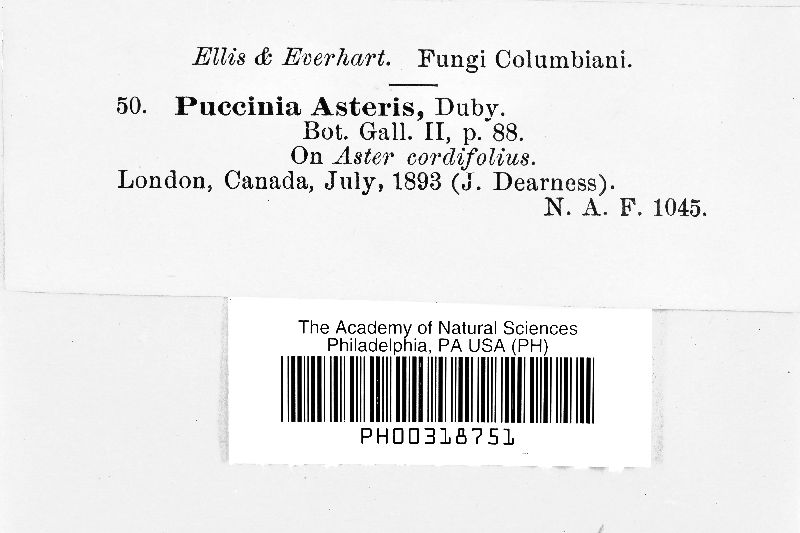 Ellis & Everhart. Fungi Columbiani.
50. Puccinia Asteris, Duby.
Bot. Gall. II, p. 88.
On Aster cordifolius.
London, Canada, July, 1893 (J. Dearness).
N. A. F. 1045.
The Academy of Natural Sciences
Philadelphia, PA USA (PH)
PH00318751